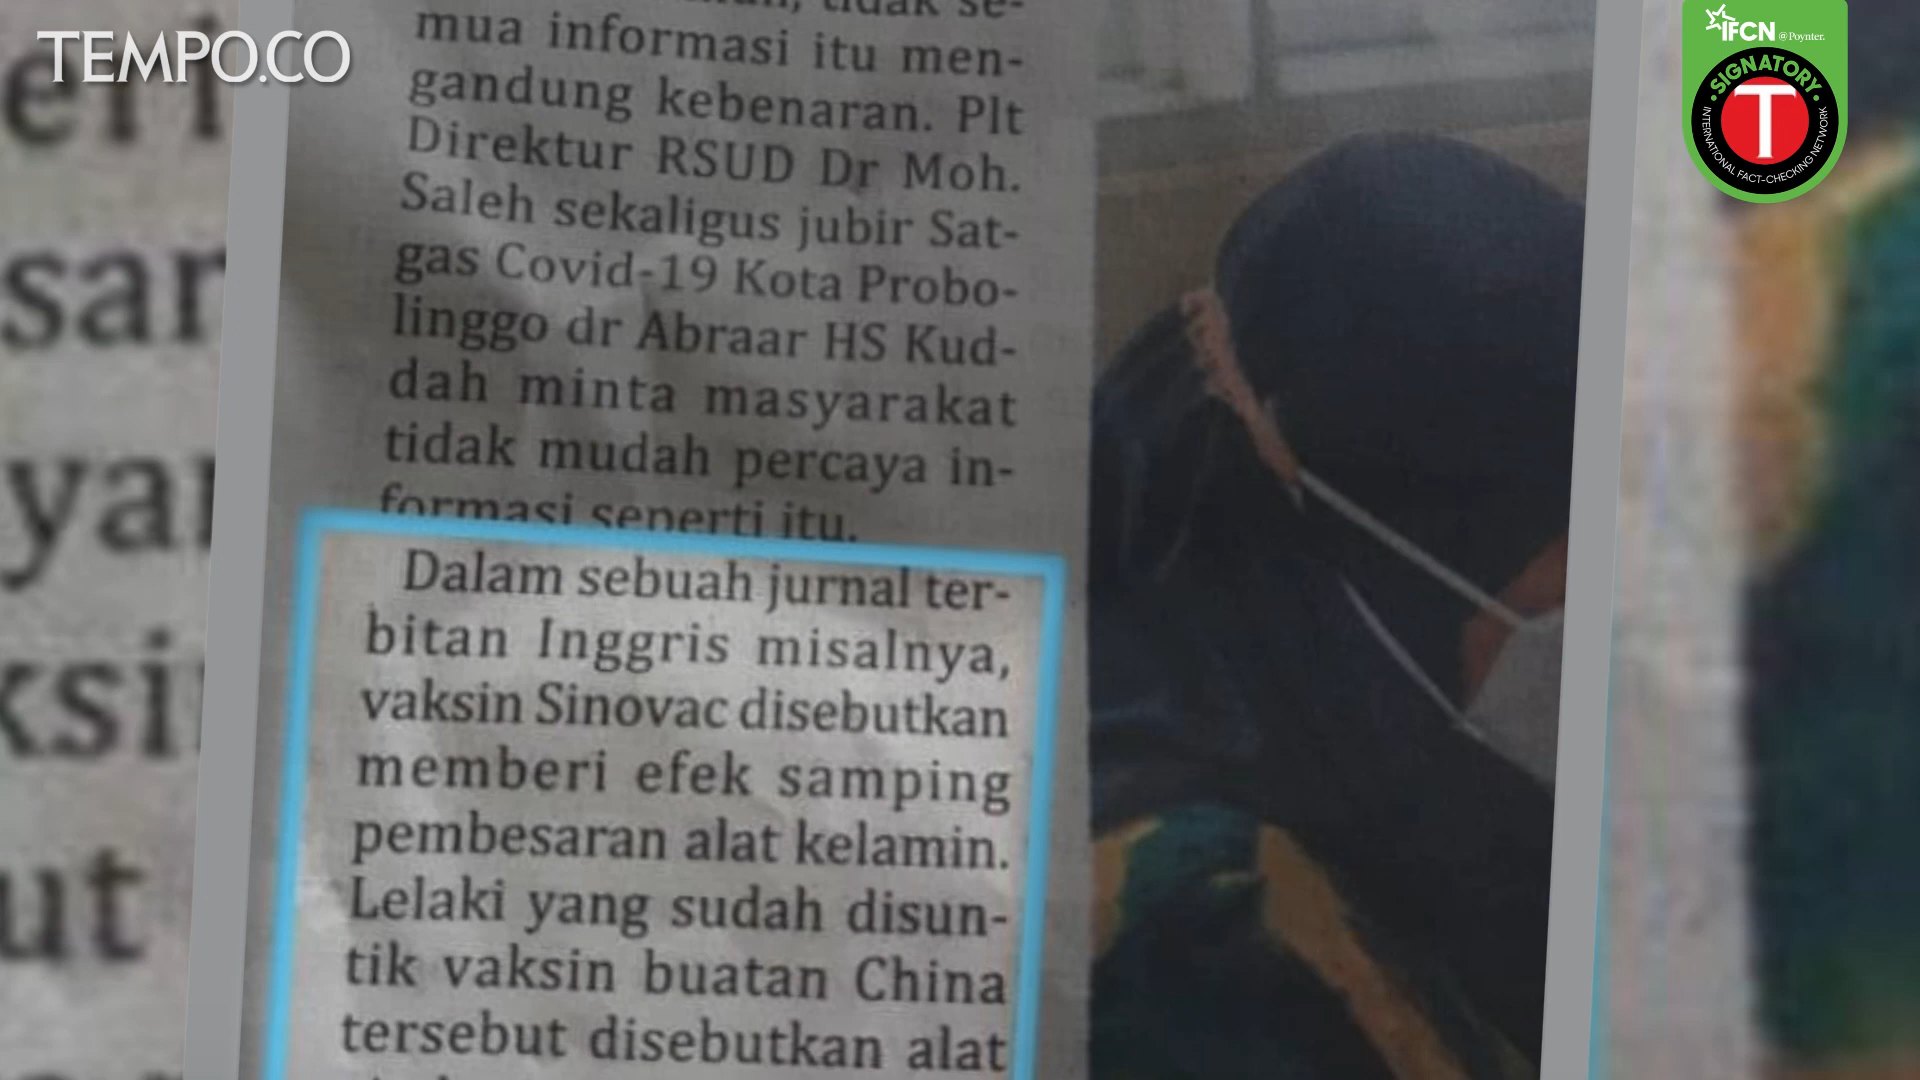 TEMPO.CO
IFCN @Poynter.
SIGNATORY
T
INTERNATIONAL FACT-CHECKING NETWORK
tidak se-
mua informasi itu men-
gandung kebenaran. Plt
Direktur RSUD Dr Moh.
Saleh sekaligus jubir Sat-
gas Covid-19 Kota Probo-
linggo dr Abraar HS Kud-
dah minta masyarakat
tidak mudah percaya in-
formasi seperti itu.
Dalam sebuah jurnal ter-
bitan Inggris misalnya,
vaksin Sinovac disebutkan
memberi efek samping
pembesaran alat kelamin.
Lelaki yang sudah disun-
tik vaksin buatan China
tersebut disebutkan alat